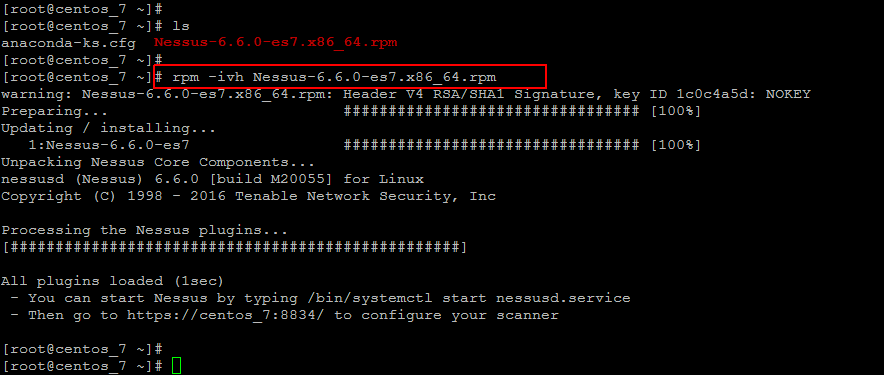 [root@centos_7 ~]#
[root@centos_7 ~]# ls
anaconda-ks.cfg  Nessus-6.6.0-es7.x86_64.rpm
[root@centos_7 ~]#
[root@centos_7 ~]# rpm -ivh Nessus-6.6.0-es7.x86_64.rpm
warning: Nessus-6.6.0-es7.x86_64.rpm: Header V4 RSA/SHA1 Signature, key ID 1c0c4a5d: NOKEY
Preparing...                          ################################# [100%]
Updating / installing...
   1:Nessus-6.6.0-es7                 ################################# [100%]
Unpacking Nessus Core Components...
nessusd (Nessus) 6.6.0 [build M20055] for Linux
Copyright (C) 1998 - 2016 Tenable Network Security, Inc
Processing the Nessus plugins...
[##################################################]
All plugins loaded (1sec)
 - You can start Nessus by typing /bin/systemctl start nessusd.service
 - Then go to https://centos_7:8834/ to configure your scanner
[root@centos_7 ~]#
[root@centos_7 ~]#